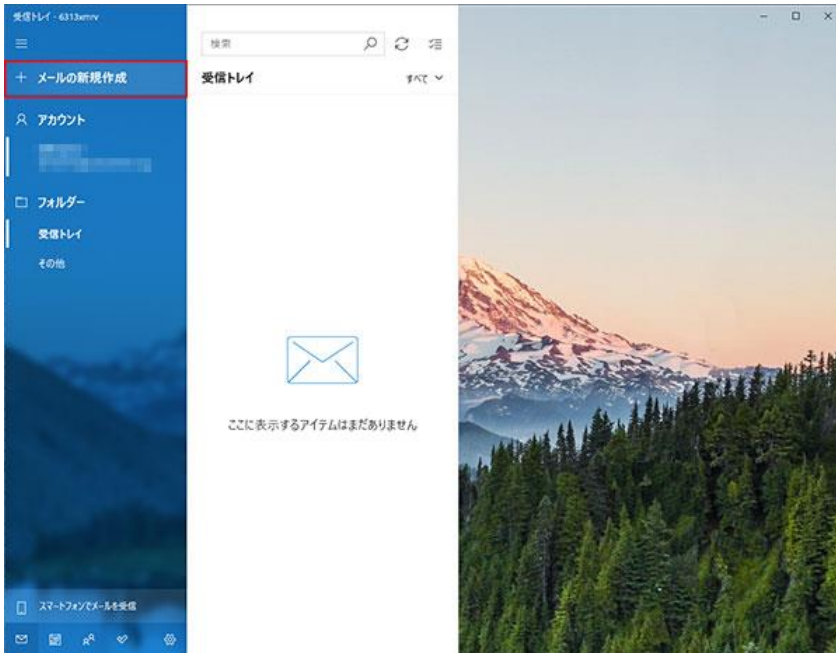 受信トレイ - 6313xmrv
メールの新規作成
アカウント
フォルダー
受信トレイ
その他
スマートフォンでメールを受信
検索
受信トレイ
すべて
ここに表示するアイテムはまだありません